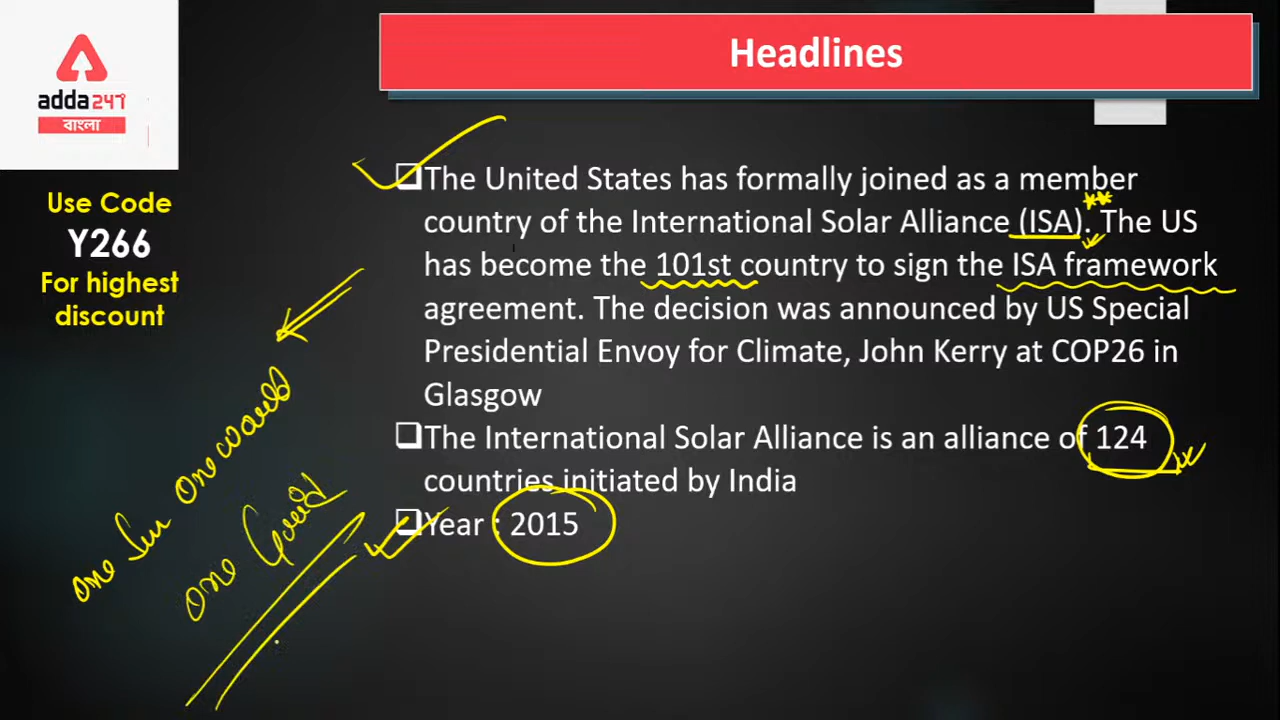 Headlines
adda247
বাংলা
Use Code
Y266
For highest
discount
The United States has formally joined as a member
country of the International Solar Alliance (ISA). The US
has become the 101st country to sign the ISA framework
agreement. The decision was announced by US Special
Presidential Envoy for Climate, John Kerry at COP26 in
Glasgow
The International Solar Alliance is an alliance of 124
countries initiated by India
Year : 2015
one Sun one world
one Grid